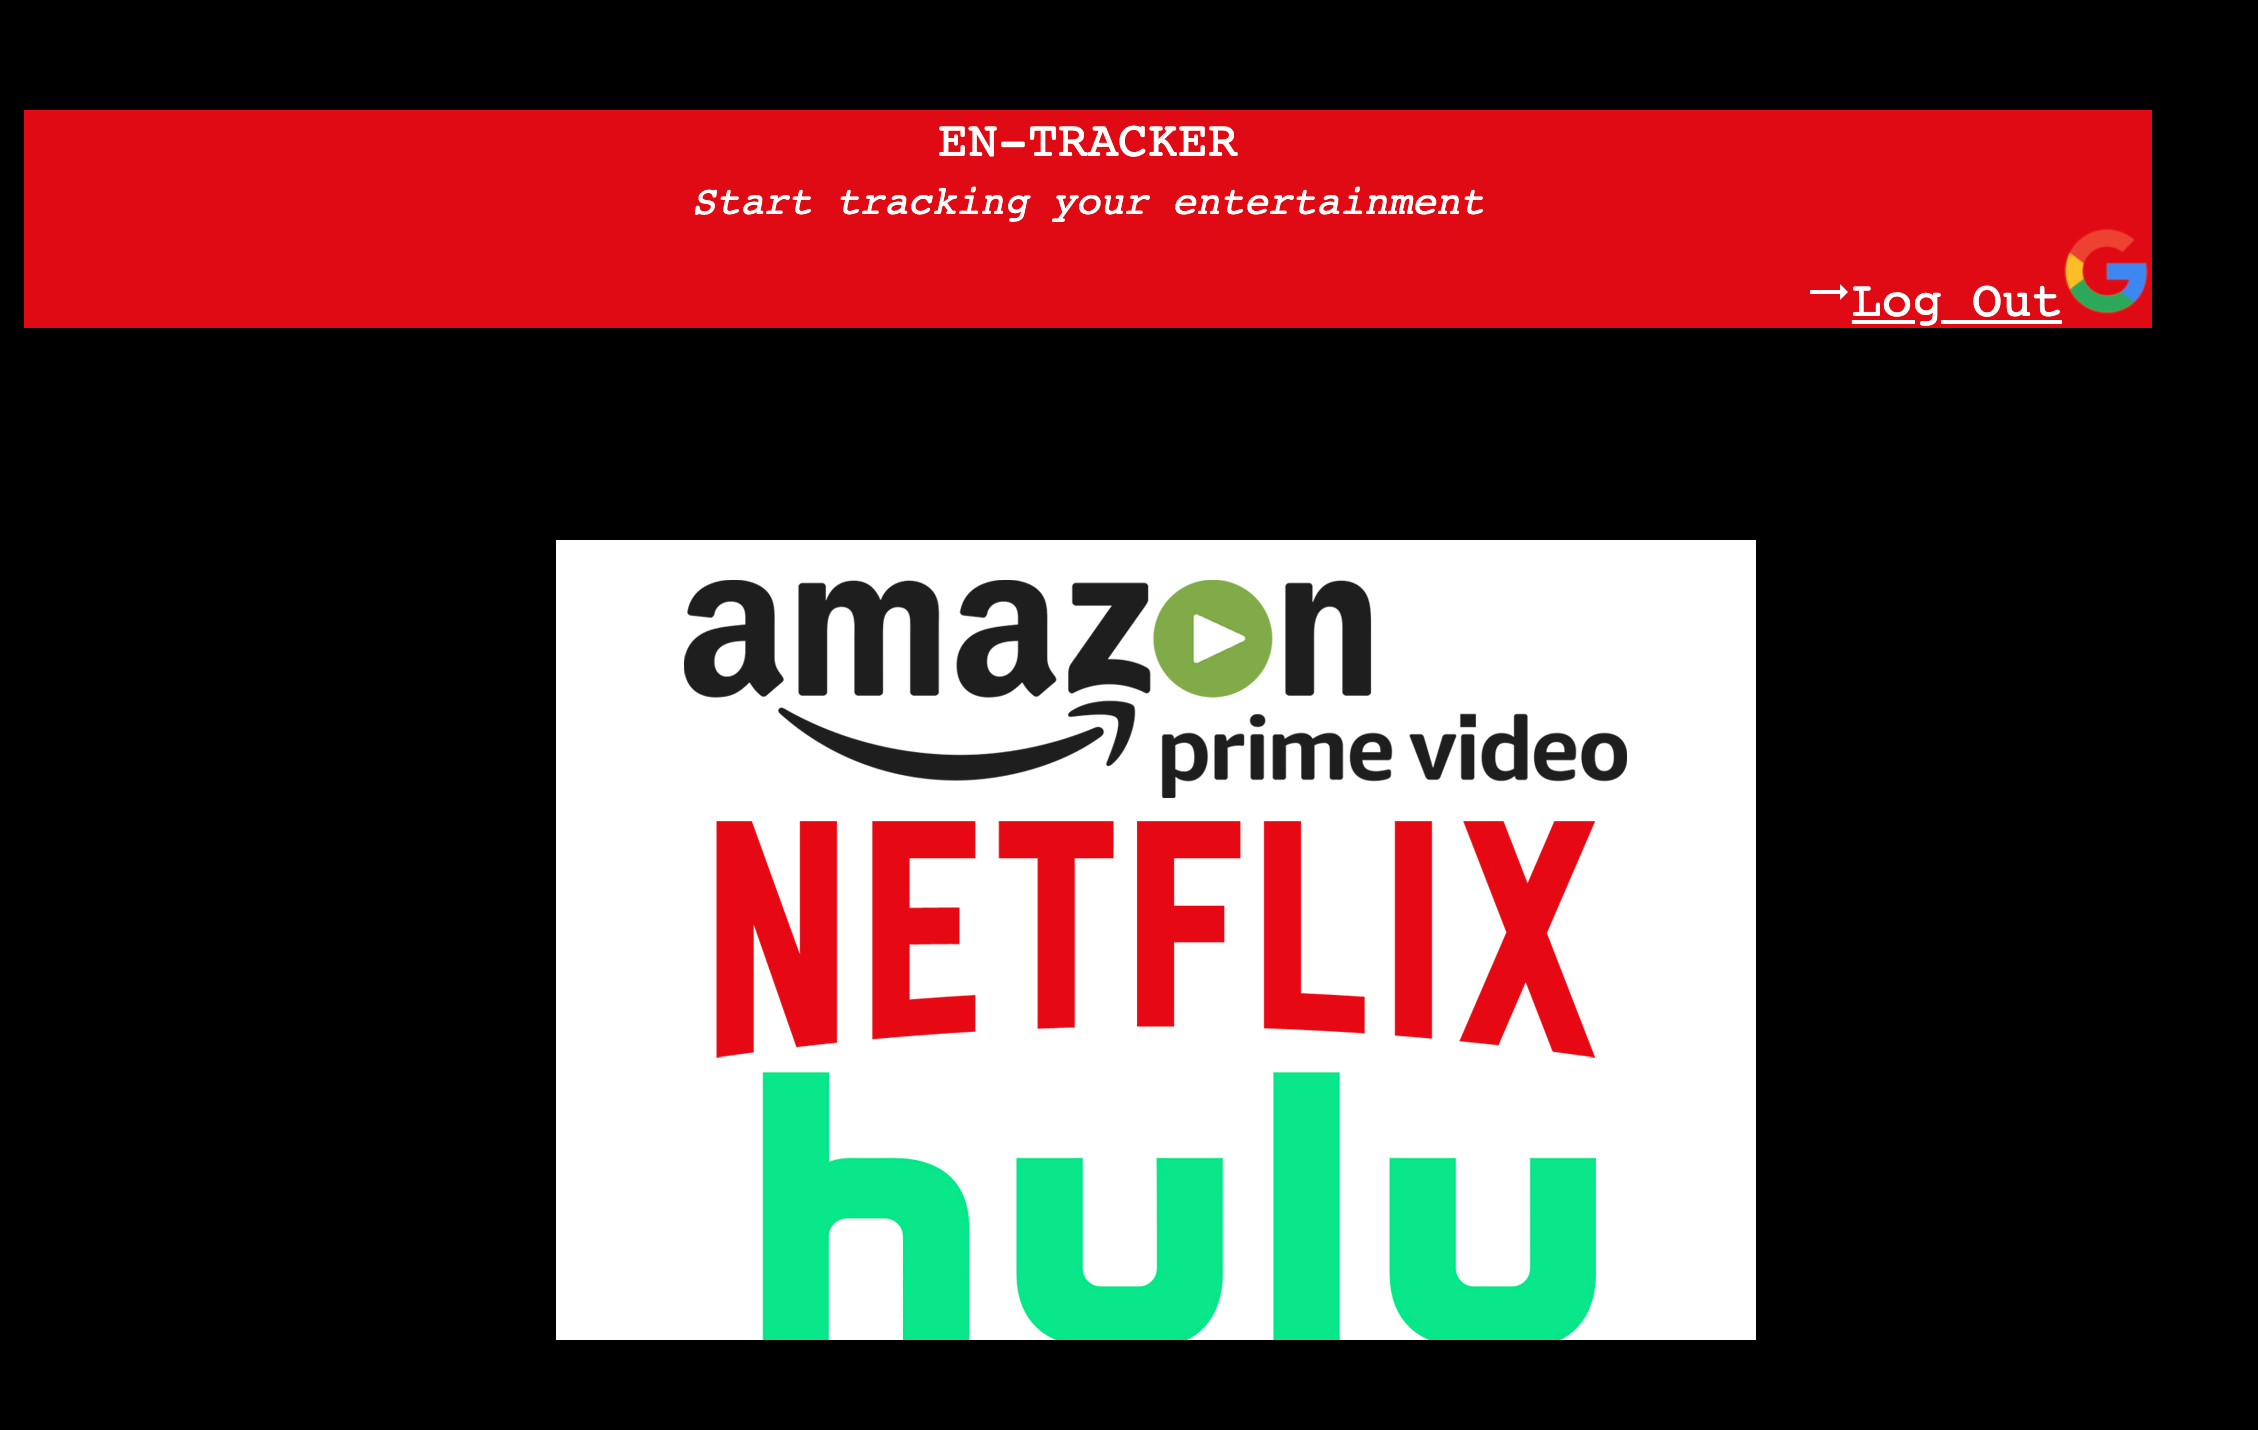 EN-TRACKER
Start tracking your entertainment
→Log Out
amazon
prime video
NETFLIX
hulu